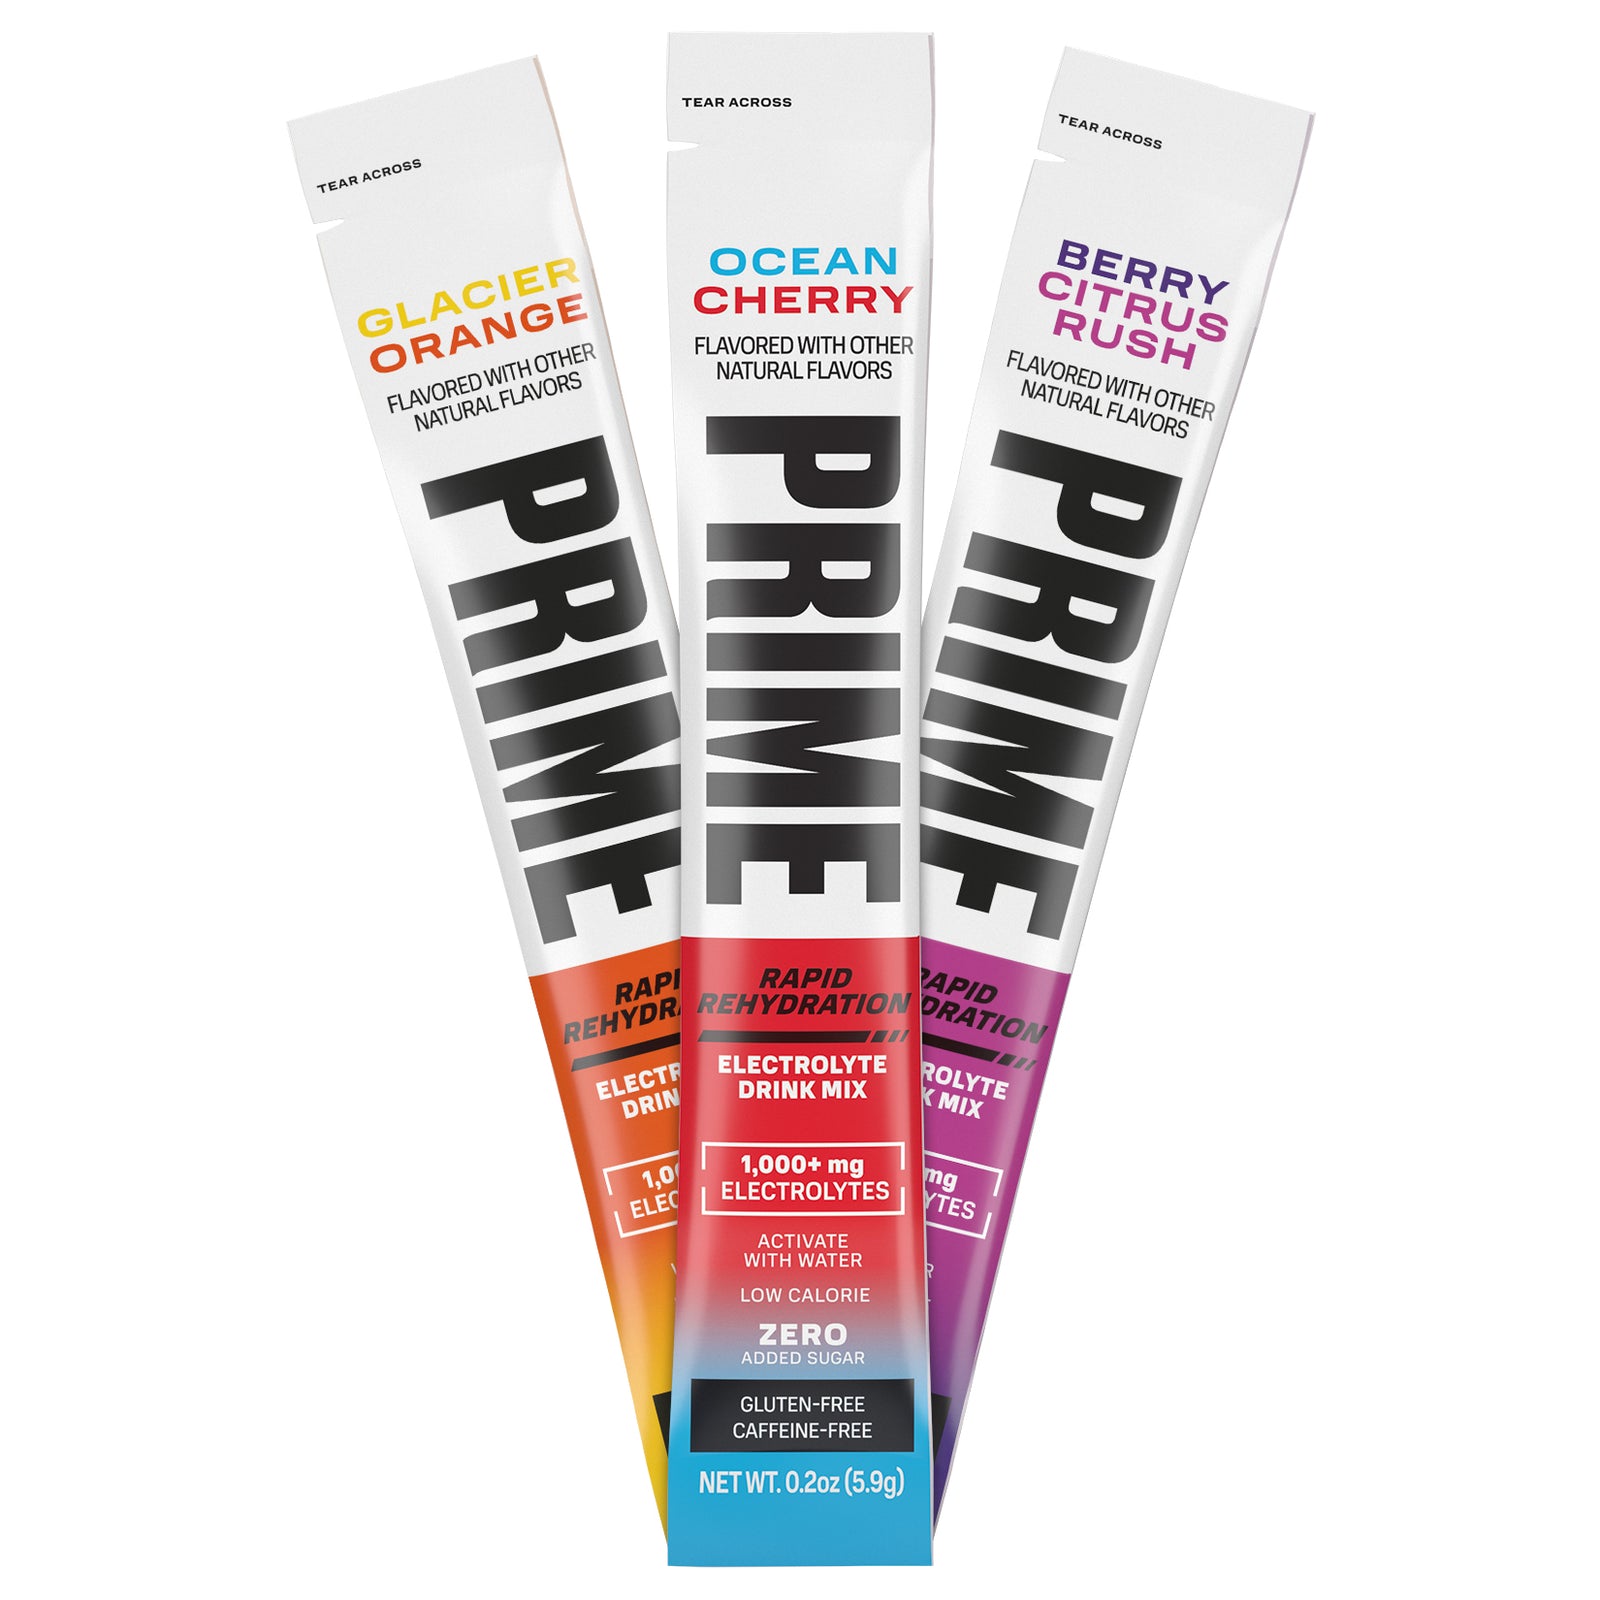 TEAR ACROSS
GLACIER
ORANGE
FLAVORED WITH OTHER
NATURAL FLAVORS
PRIME
TEAR ACROSS
OCEAN
CHERRY
FLAVORED WITH OTHER
NATURAL FLAVORS
PRIME
RAPID
REHYDRATION
ELECTROLYTE
DRINK MIX
1,000+ mg
ELECTROLYTES
ACTIVATE
WITH WATER
LOW CALORIE
ZERO
ADDED SUGAR
GLUTEN-FREE
CAFFEINE-FREE
NET WT. 0.2oz (5.9g)
TEAR ACROSS
BERRY
CITRUS
RUSH
FLAVORED WITH OTHER
NATURAL FLAVORS
PRIME
MIX
mg